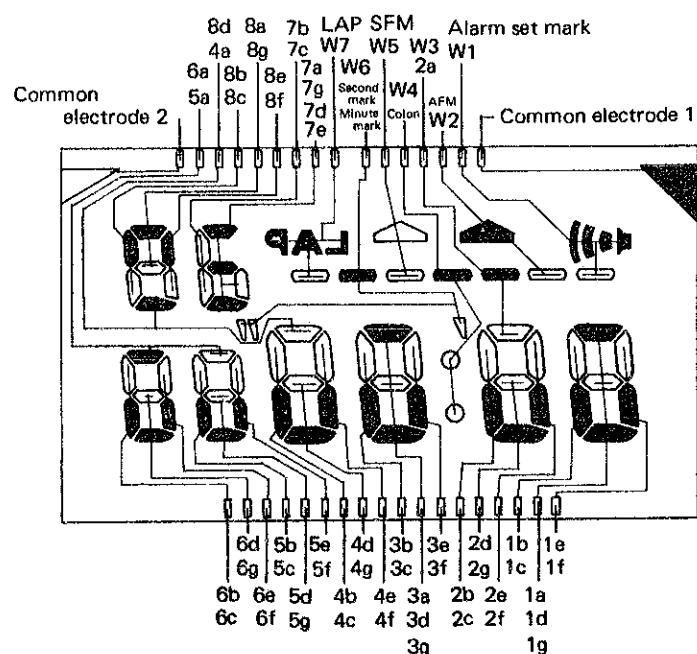 LAP SFM
8d 8a 7b W7 W5 W3 Alarm set mark
4a 8g 7c W6 2a W1
6a 8b 8e 7a Second mark W4 AFM
5a 8c 8f 7g Minute mark Colon W2
7d
7e
Common electrode 2
Common electrode 1
LAP
6d 5b 5e 4d 3b 3e 2d 1b 1e
6g 5c 5f 4g 3c 3f 2g 1c 1f
6b 6e 5d 4b 4e 3a 2b 2e 1a
6c 6f 5g 4c 4f 3d 2c 2f 1d
3g 1g